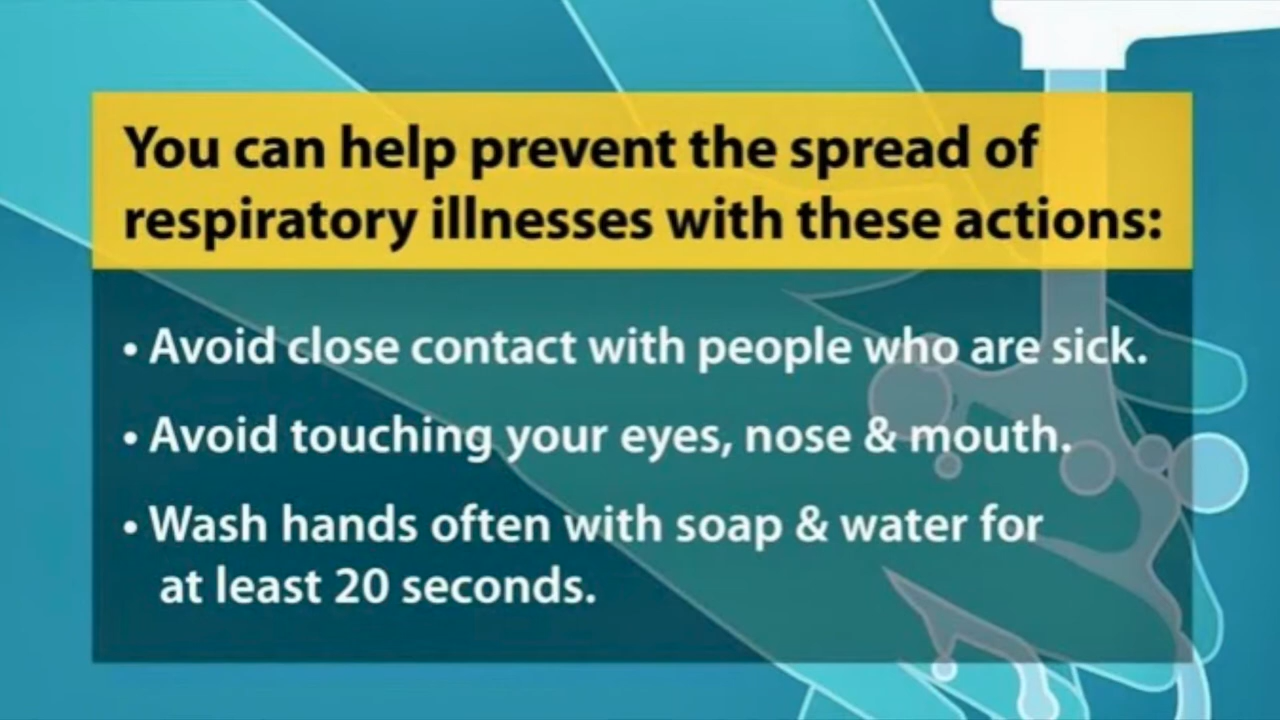 You can help prevent the spread of
respiratory illnesses with these actions:
• Avoid close contact with people who are sick.
• Avoid touching your eyes, nose & mouth.
• Wash hands often with soap & water for
at least 20 seconds.